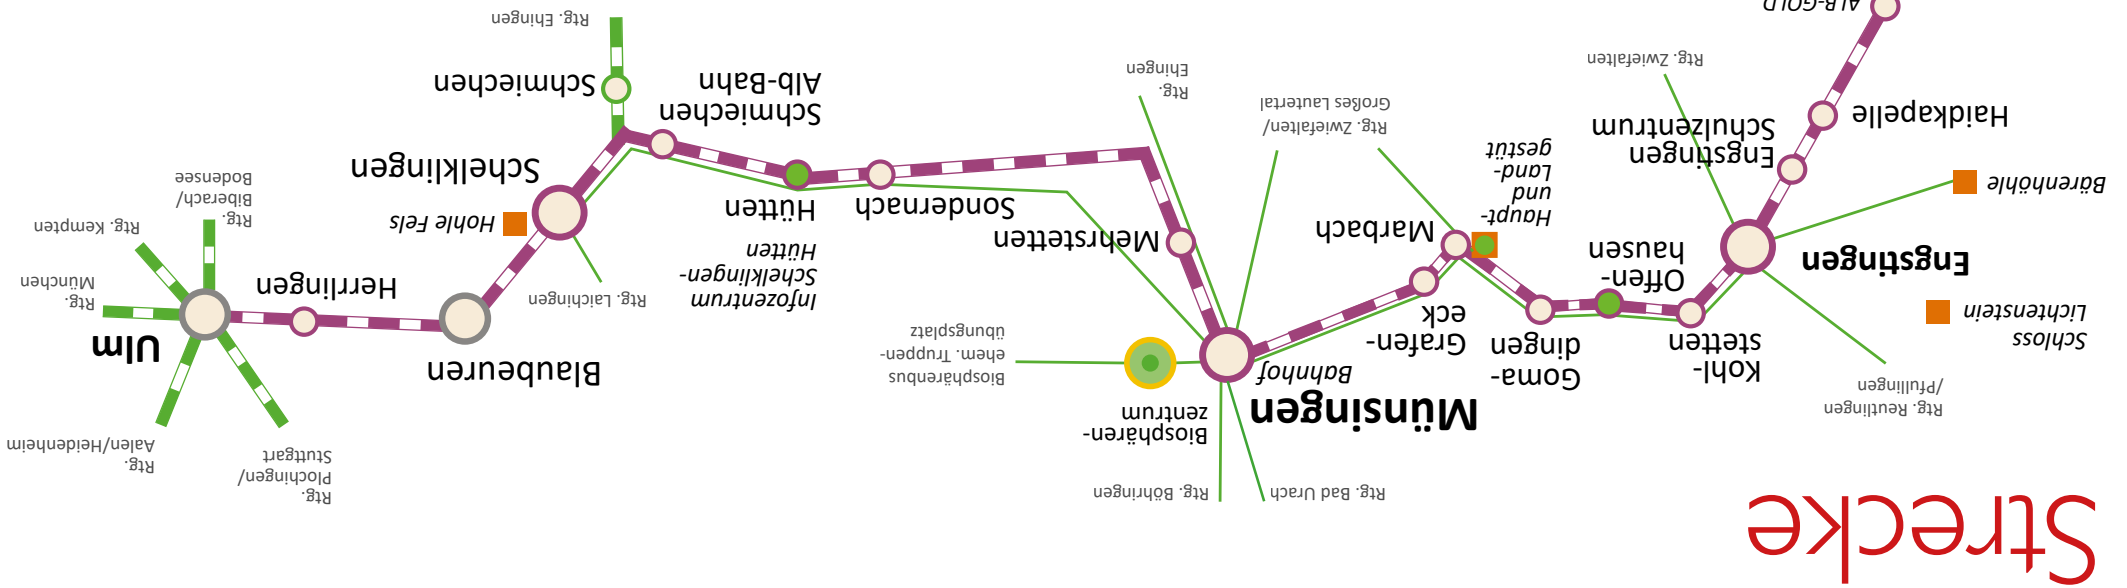 Strecke
Rtg. Reutlingen
/Pfullingen
Schloss
Lichtenstein
Engstingen
Bärenhöhle
Haidkapelle
Engstingen
Schulzentrum
Rtg. Zwiefalten
ALB-GOLD
Kohl-
stetten
Offen-
hausen
Goma-
dingen
Haupt-
und
Land-
gestüt
Marbach
Grafen-
eck
Rtg. Zwiefalten/
Großes Lautertal
Rtg. Bad Urach
Rtg. Böhringen
Münsingen
Bahnhof
Biosphären-
zentrum
Biosphärenbus
ehem. Truppen-
übungsplatz
Rtg.
Ehingen
Mehrstetten
Sondernach
Hütten
Infozentrum
Schelklingen-
Hütten
Schmiechen
Alb-Bahn
Schmiechen
Rtg. Ehingen
Rtg. Laichingen
Schelklingen
Hohle Fels
Blaubeuren
Herrlingen
Ulm
Rtg.
Plochingen/
Stuttgart
Rtg.
Aalen/Heidenheim
Rtg.
München
Rtg. Kempten
Rtg.
Biberach/
Bodensee